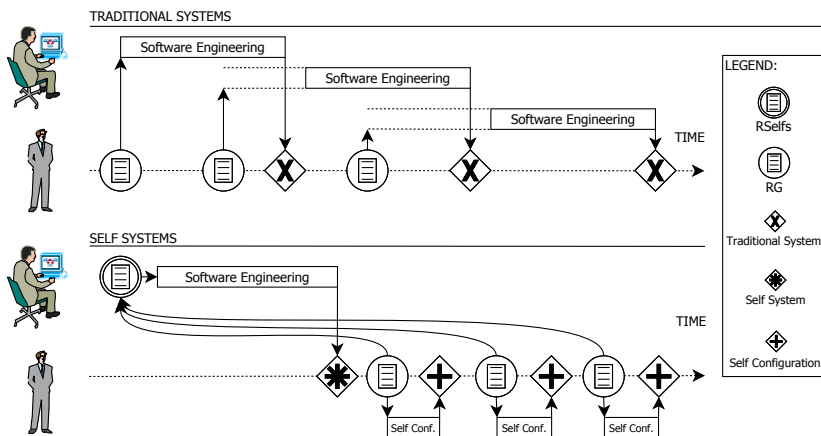 TRADITIONAL SYSTEMS
Software Engineering
Software Engineering
Software Engineering
TIME
SELF SYSTEMS
Software Engineering
TIME
Self Conf.
Self Conf.
Self Conf.
LEGEND:
RSelfs
RG
Traditional System
Self System
Self Configuration